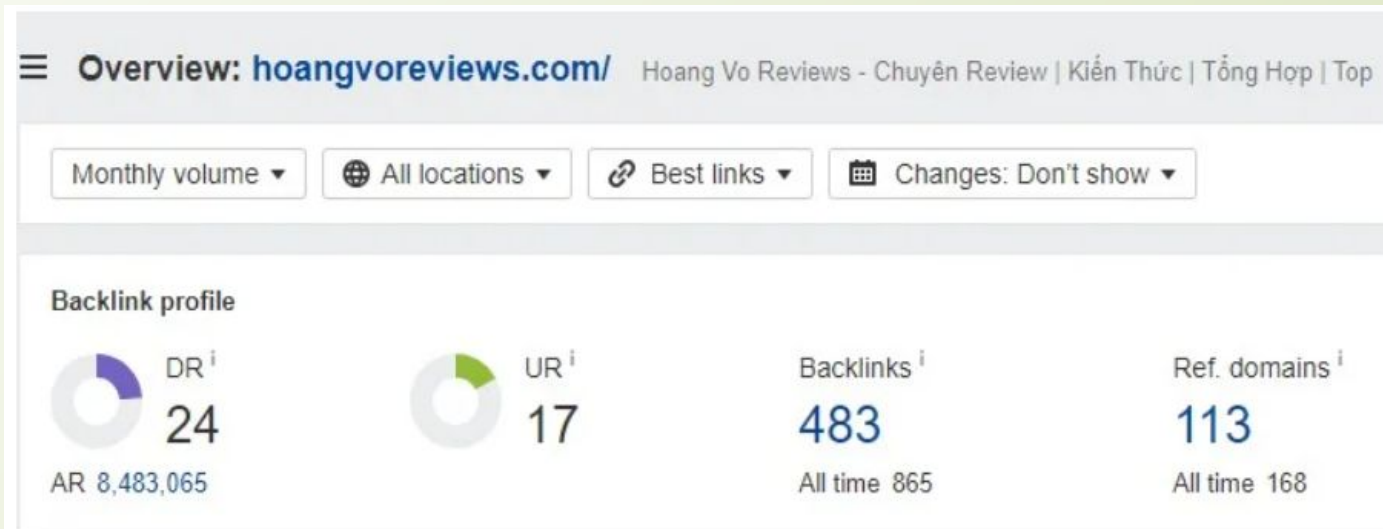 Overview: hoangvoreviews.com/ Hoang Vo Reviews - Chuyên Review | Kiến Thức | Tổng Hợp | Top
Monthly volume All locations Best links Changes: Don't show
Backlink profile
DR i UR i Backlinks i Ref. domains i
24 17 483 113
AR 8,483,065 All time 865 All time 168